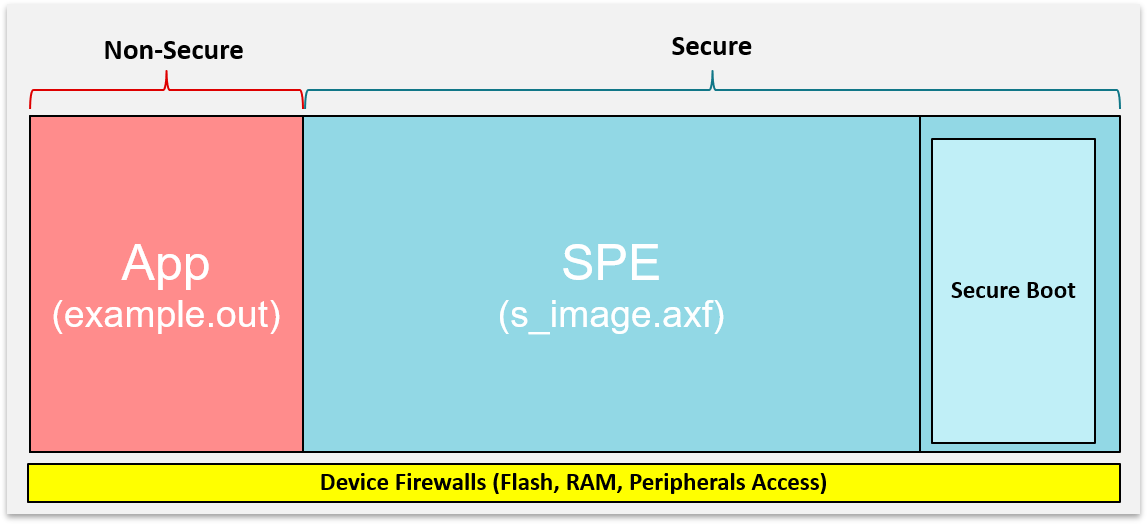 Non-Secure
Secure
App
(example.out)
SPE
(s_image.axf)
Secure Boot
Device Firewalls (Flash, RAM, Peripherals Access)